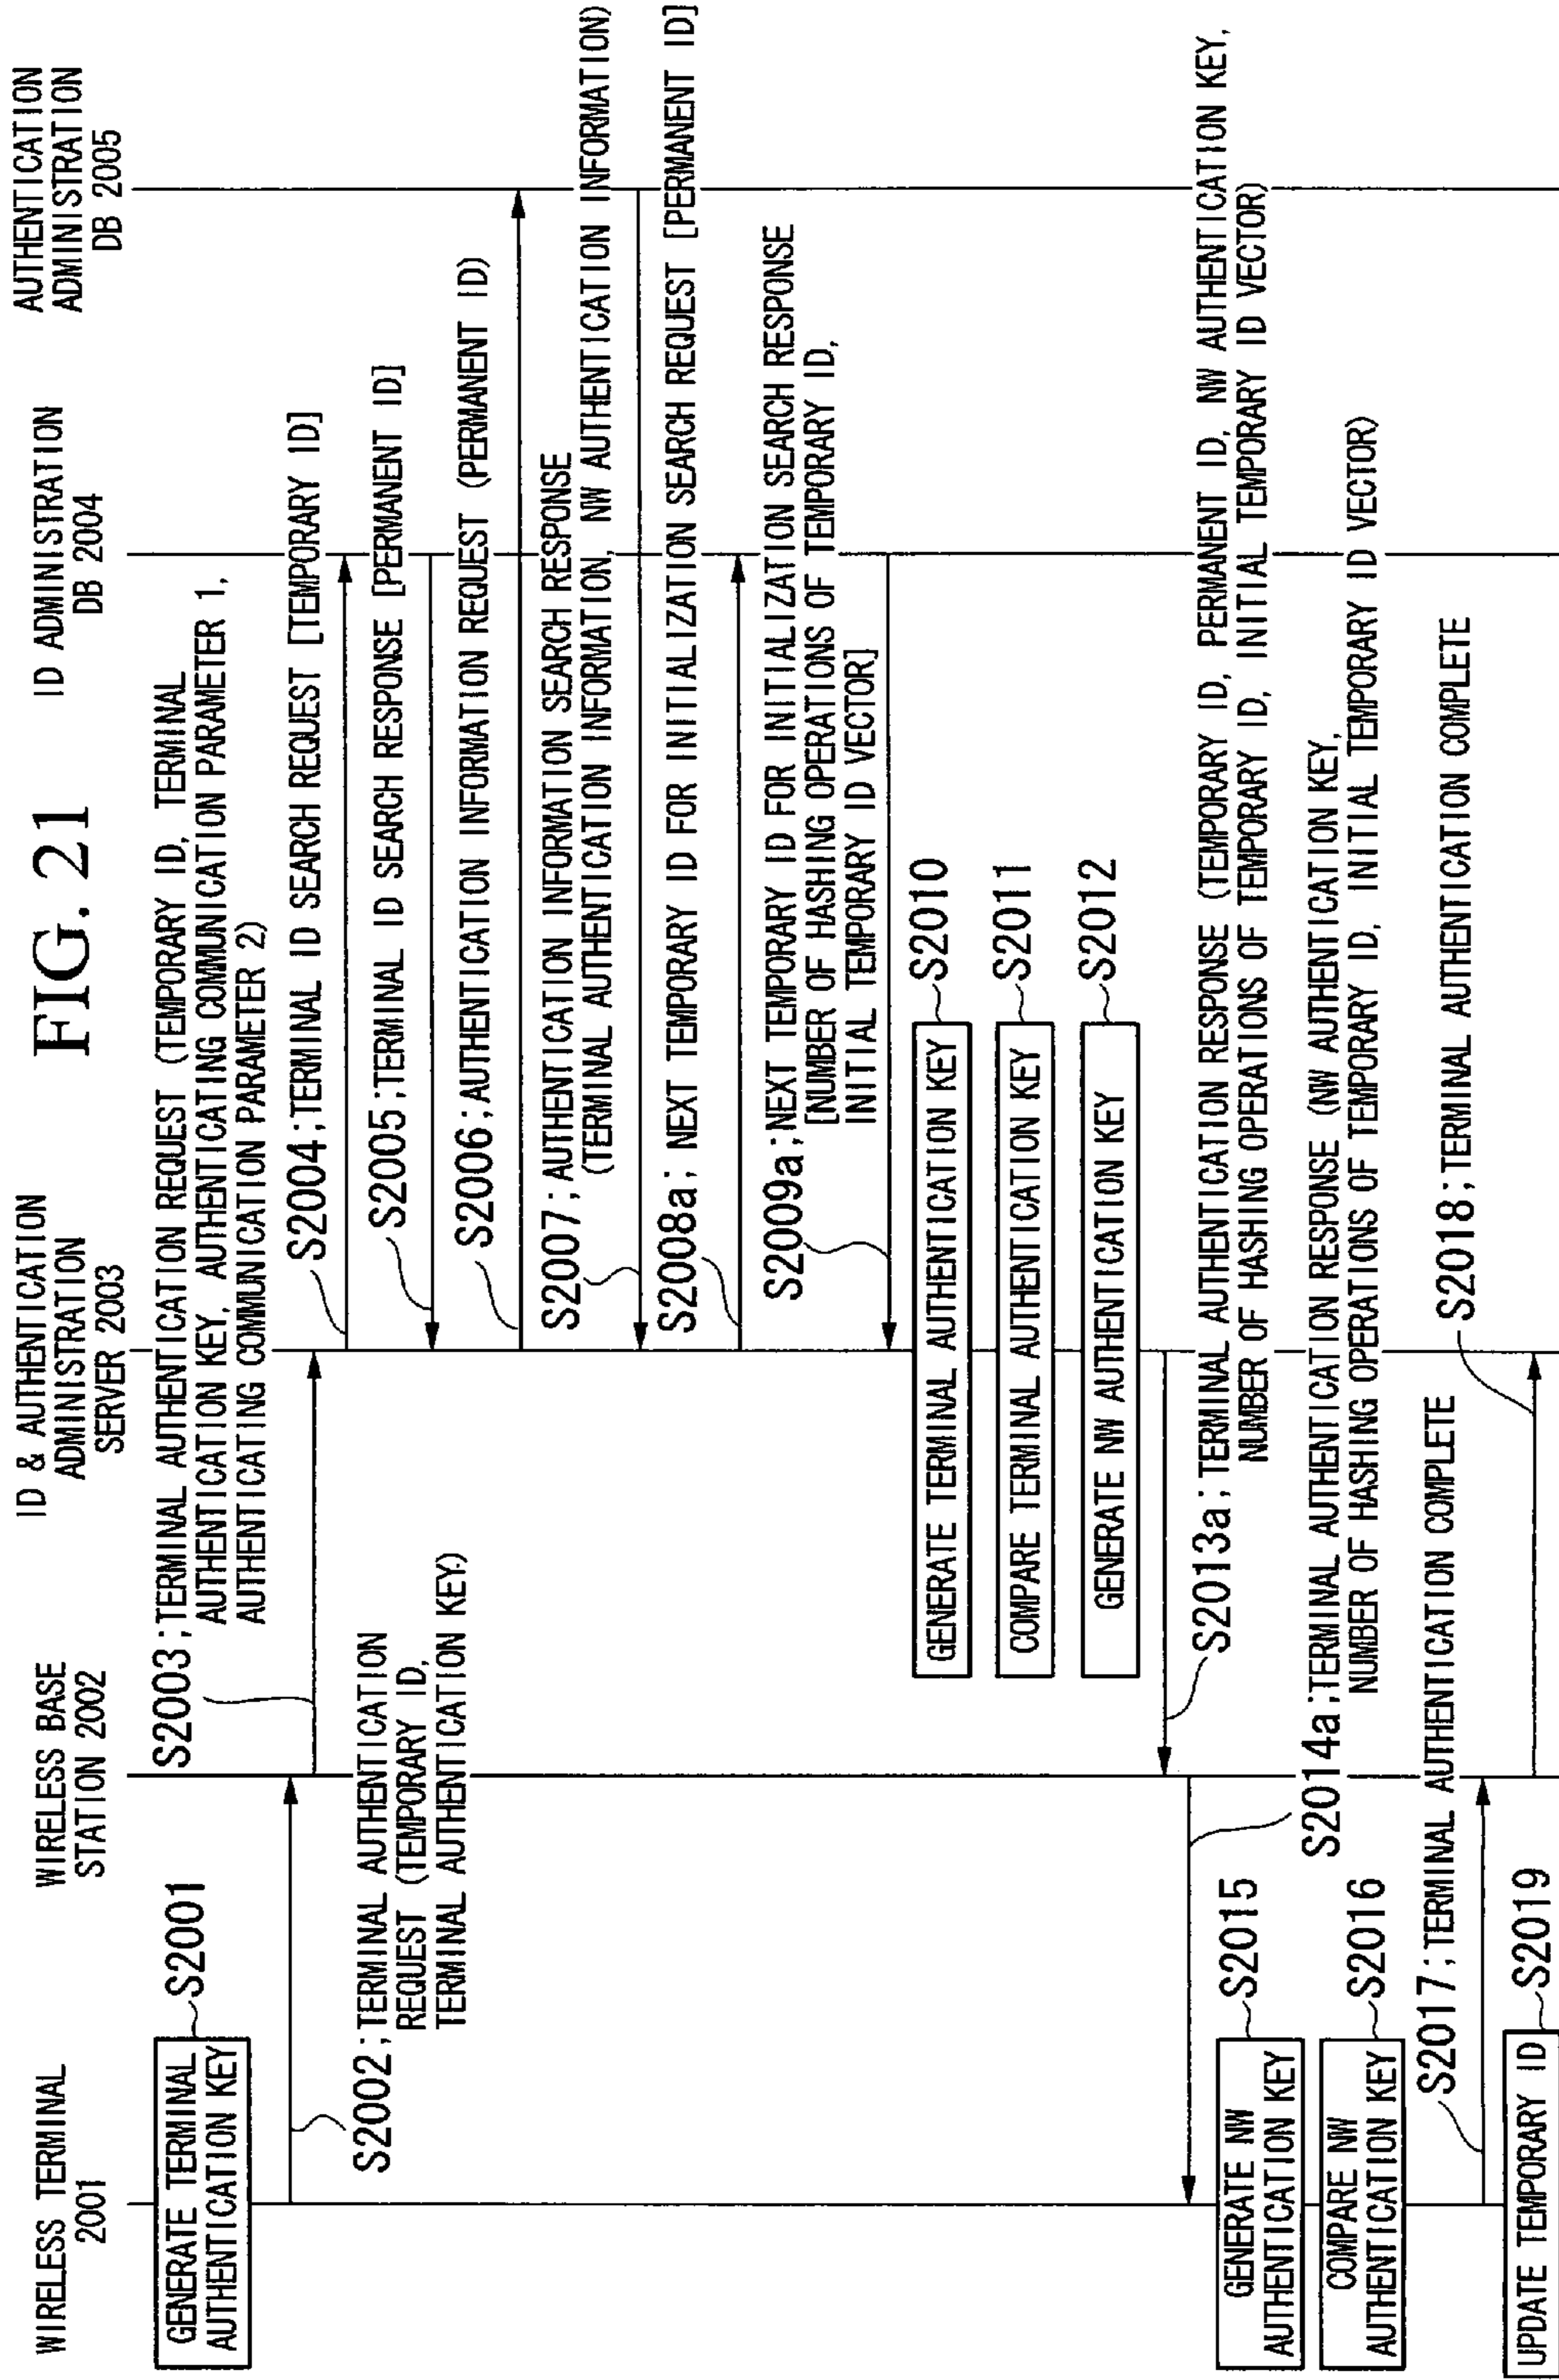 FIG. 21
WIRELESS TERMINAL
2001
WIRELESS BASE
STATION 2002
ID & AUTHENTICATION
ADMINISTRATION
SERVER 2003
ID ADMINISTRATION
DB 2004
AUTHENTICATION
ADMINISTRATION
DB 2005
GENERATE TERMINAL
AUTHENTICATION KEY
S2001
S2002;TERMINAL AUTHENTICATION
REQUEST (TEMPORARY ID,
TERMINAL AUTHENTICATION KEY)
S2003;TERMINAL AUTHENTICATION REQUEST (TEMPORARY ID, TERMINAL
AUTHENTICATION KEY, AUTHENTICATING COMMUNICATION PARAMETER 1,
AUTHENTICATING COMMUNICATION PARAMETER 2)
S2004;TERMINAL ID SEARCH REQUEST [TEMPORARY ID]
S2005;TERMINAL ID SEARCH RESPONSE [PERMANENT ID]
S2006;AUTHENTICATION INFORMATION REQUEST (PERMANENT ID)
S2007;AUTHENTICATION INFORMATION SEARCH RESPONSE
(TERMINAL AUTHENTICATION INFORMATION, NW AUTHENTICATION INFORMATION)
S2008a; NEXT TEMPORARY ID FOR INITIALIZATION SEARCH REQUEST [PERMANENT ID]
S2009a;NEXT TEMPORARY ID FOR INITIALIZATION SEARCH RESPONSE
[NUMBER OF HASHING OPERATIONS OF TEMPORARY ID,
INITIAL TEMPORARY ID VECTOR]
GENERATE TERMINAL AUTHENTICATION KEY
S2010
COMPARE TERMINAL AUTHENTICATION KEY
S2011
GENERATE NW AUTHENTICATION KEY
S2012
S2013a;TERMINAL AUTHENTICATION RESPONSE (TEMPORARY ID, PERMANENT ID, NW AUTHENTICATION KEY,
NUMBER OF HASHING OPERATIONS OF TEMPORARY ID, INITIAL TEMPORARY ID VECTOR)
S2014a;TERMINAL AUTHENTICATION RESPONSE (NW AUTHENTICATION KEY,
NUMBER OF HASHING OPERATIONS OF TEMPORARY ID, INITIAL TEMPORARY ID VECTOR)
GENERATE NW
AUTHENTICATION KEY
S2015
COMPARE NW
AUTHENTICATION KEY
S2016
S2017;TERMINAL AUTHENTICATION COMPLETE
S2018;TERMINAL AUTHENTICATION COMPLETE
UPDATE TEMPORARY ID
S2019